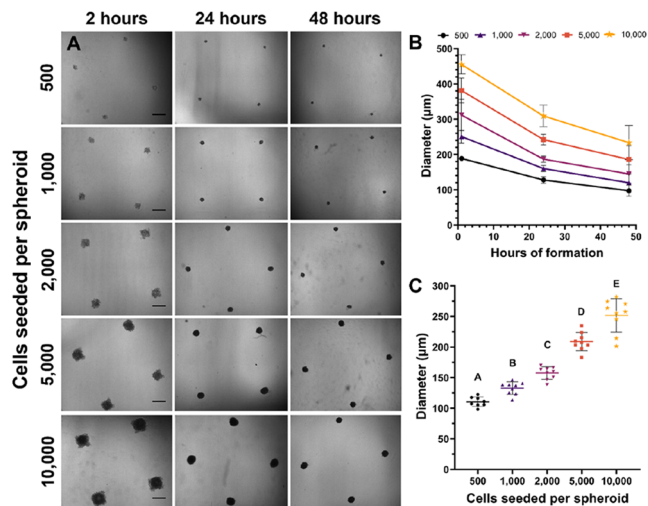 2 hours 24 hours 48 hours
A
Cells seeded per spheroid
500
1,000
2,000
5,000
10,000
B
500 1,000 2,000 5,000 10,000
Diameter (µm)
500
400
300
200
100
0
0 10 20 30 40 50
Hours of formation
C
Diameter (µm)
300
250
200
150
100
50
0
A
B
C
D
E
500 1,000 2,000 5,000 10,000
Cells seeded per spheroid